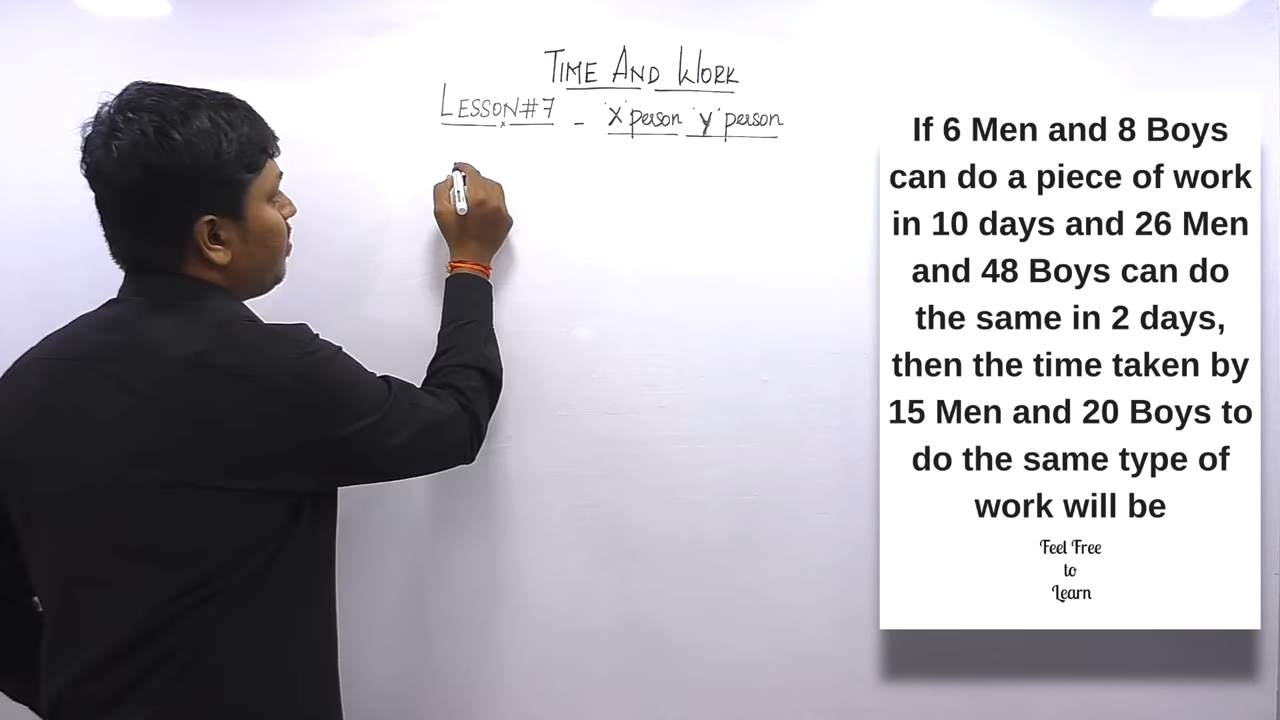 TIME AND WORK
LESSON#7 - 'X' person 'y' person
If 6 Men and 8 Boys
can do a piece of work
in 10 days and 26 Men
and 48 Boys can do
the same in 2 days,
then the time taken by
15 Men and 20 Boys to
do the same type of
work will be
Feel Free
to
Learn